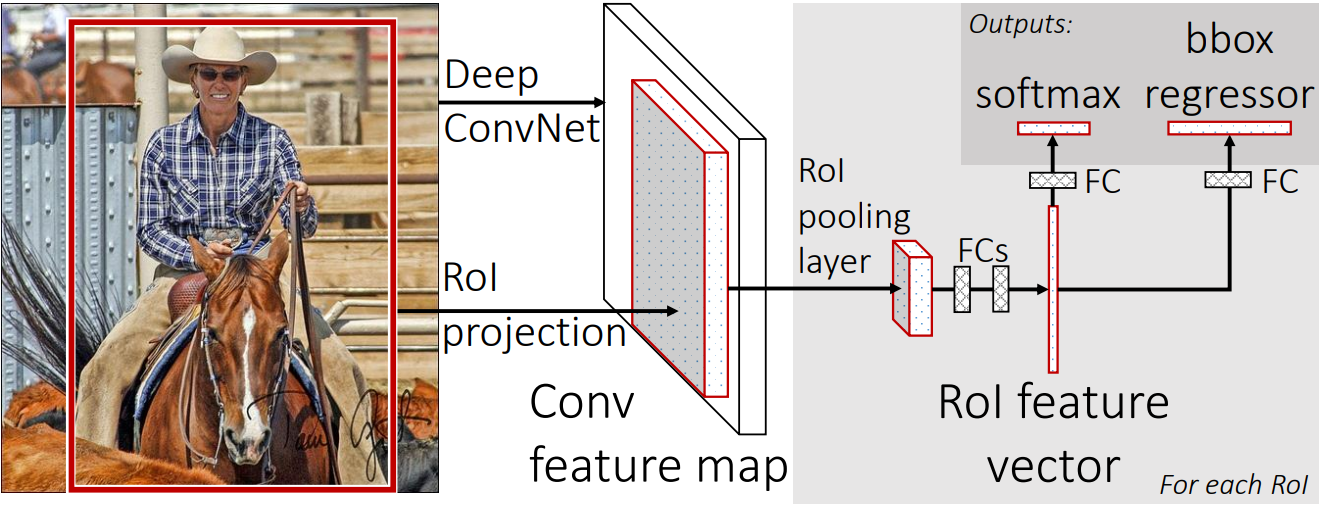 Deep
ConvNet
RoI
projection
Conv
feature map
RoI
pooling
layer
FCs
RoI feature
vector
For each RoI
Outputs:
softmax
bbox
regressor
FC
FC